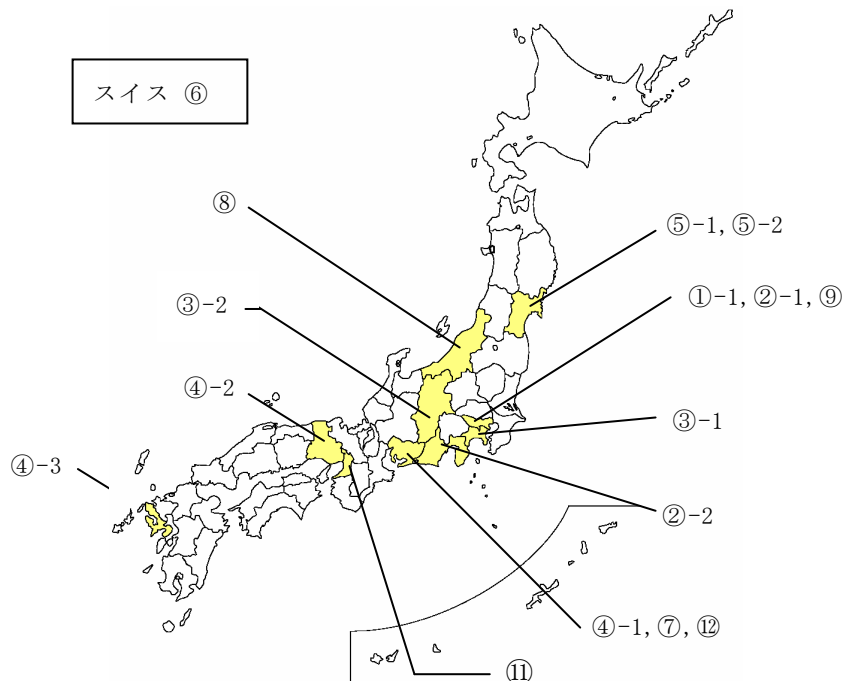 スイス ⑥
⑧
⑤-1, ⑤-2
③-2
①-1, ②-1, ⑨
④-2
③-1
④-3
②-2
④-1, ⑦, ⑫
⑪